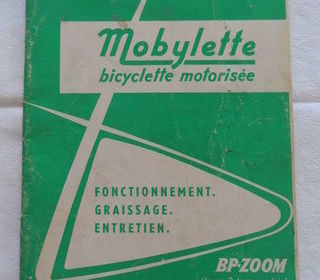 Mobylette
bicyclette motorisée
FONCTIONNEMENT.
GRAISSAGE.
ENTRETIEN.
BP-ZOOM